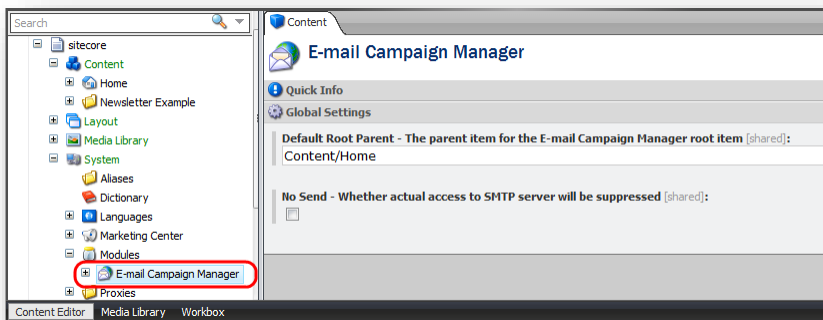 Search
sitecore
Content
Home
Newsletter Example
Layout
Media Library
System
Aliases
Dictionary
Languages
Marketing Center
Modules
E-mail Campaign Manager
Proxies
Content Editor Media Library Workbox
Content
E-mail Campaign Manager
Quick Info
Global Settings
Default Root Parent - The parent item for the E-mail Campaign Manager root item [shared]:
Content/Home
No Send - Whether actual access to SMTP server will be suppressed [shared]: